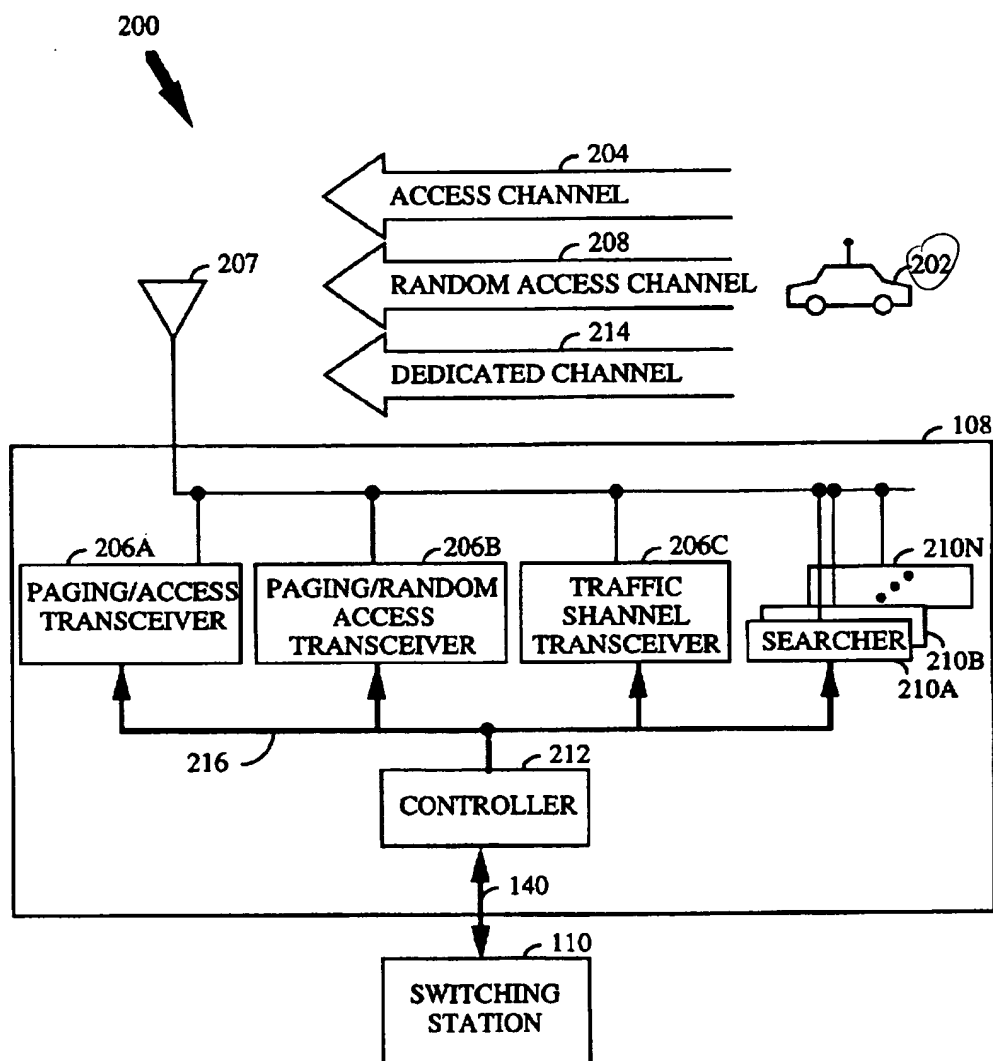 200
204
ACCESS CHANNEL
208
RANDOM ACCESS CHANNEL
202
207
214
DEDICATED CHANNEL
108
206A
206B
206C
210N
PAGING/ACCESS
TRANSCEIVER
PAGING/RANDOM
ACCESS
TRANSCEIVER
TRAFFIC
SHANNEL
TRANSCEIVER
SEARCHER
210B
210A
216
212
CONTROLLER
140
110
SWITCHING
STATION